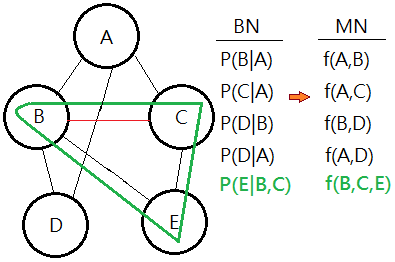 A
B
C
D
E
BN MN
P(B|A) f(A,B)
P(C|A) f(A,C)
P(D|B) f(B,D)
P(D|A) f(A,D)
P(E|B,C) f(B,C,E)